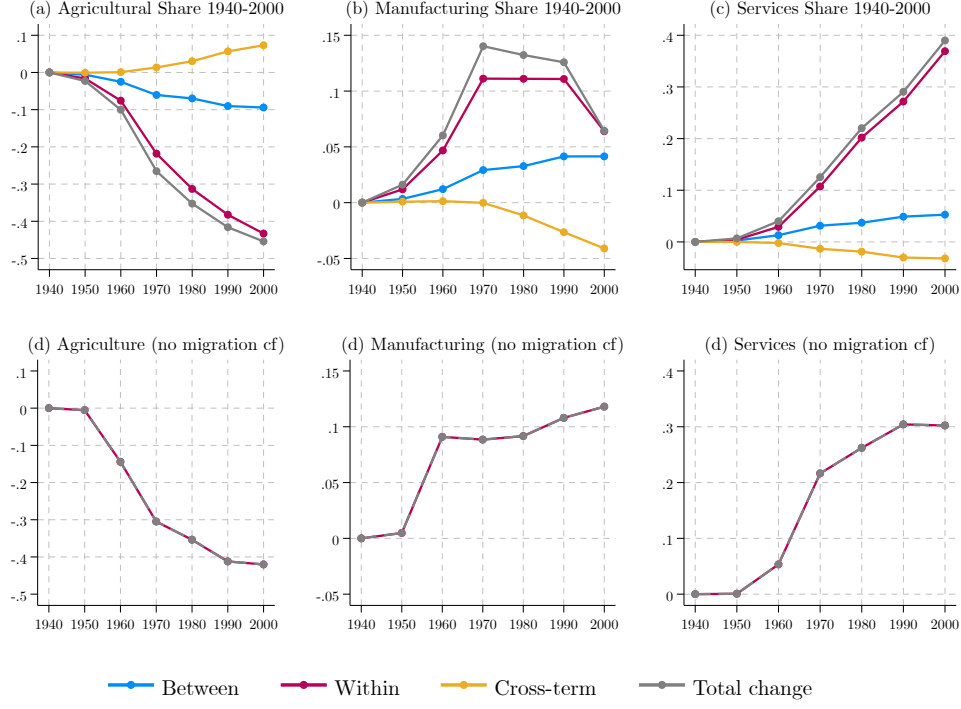 (a) Agricultural Share 1940-2000
.1
0
-.1
-.2
-.3
-.4
-.5
1940 1950 1960 1970 1980 1990 2000
(b) Manufacturing Share 1940-2000
.15
.1
.05
0
-.05
1940 1950 1960 1970 1980 1990 2000
(c) Services Share 1940-2000
.4
.3
.2
.1
0
1940 1950 1960 1970 1980 1990 2000
(d) Agriculture (no migration cf)
.1
0
-.1
-.2
-.3
-.4
-.5
1940 1950 1960 1970 1980 1990 2000
(d) Manufacturing (no migration cf)
.15
.1
.05
0
-.05
1940 1950 1960 1970 1980 1990 2000
(d) Services (no migration cf)
.4
.3
.2
.1
0
1940 1950 1960 1970 1980 1990 2000
Between Within Cross-term Total change